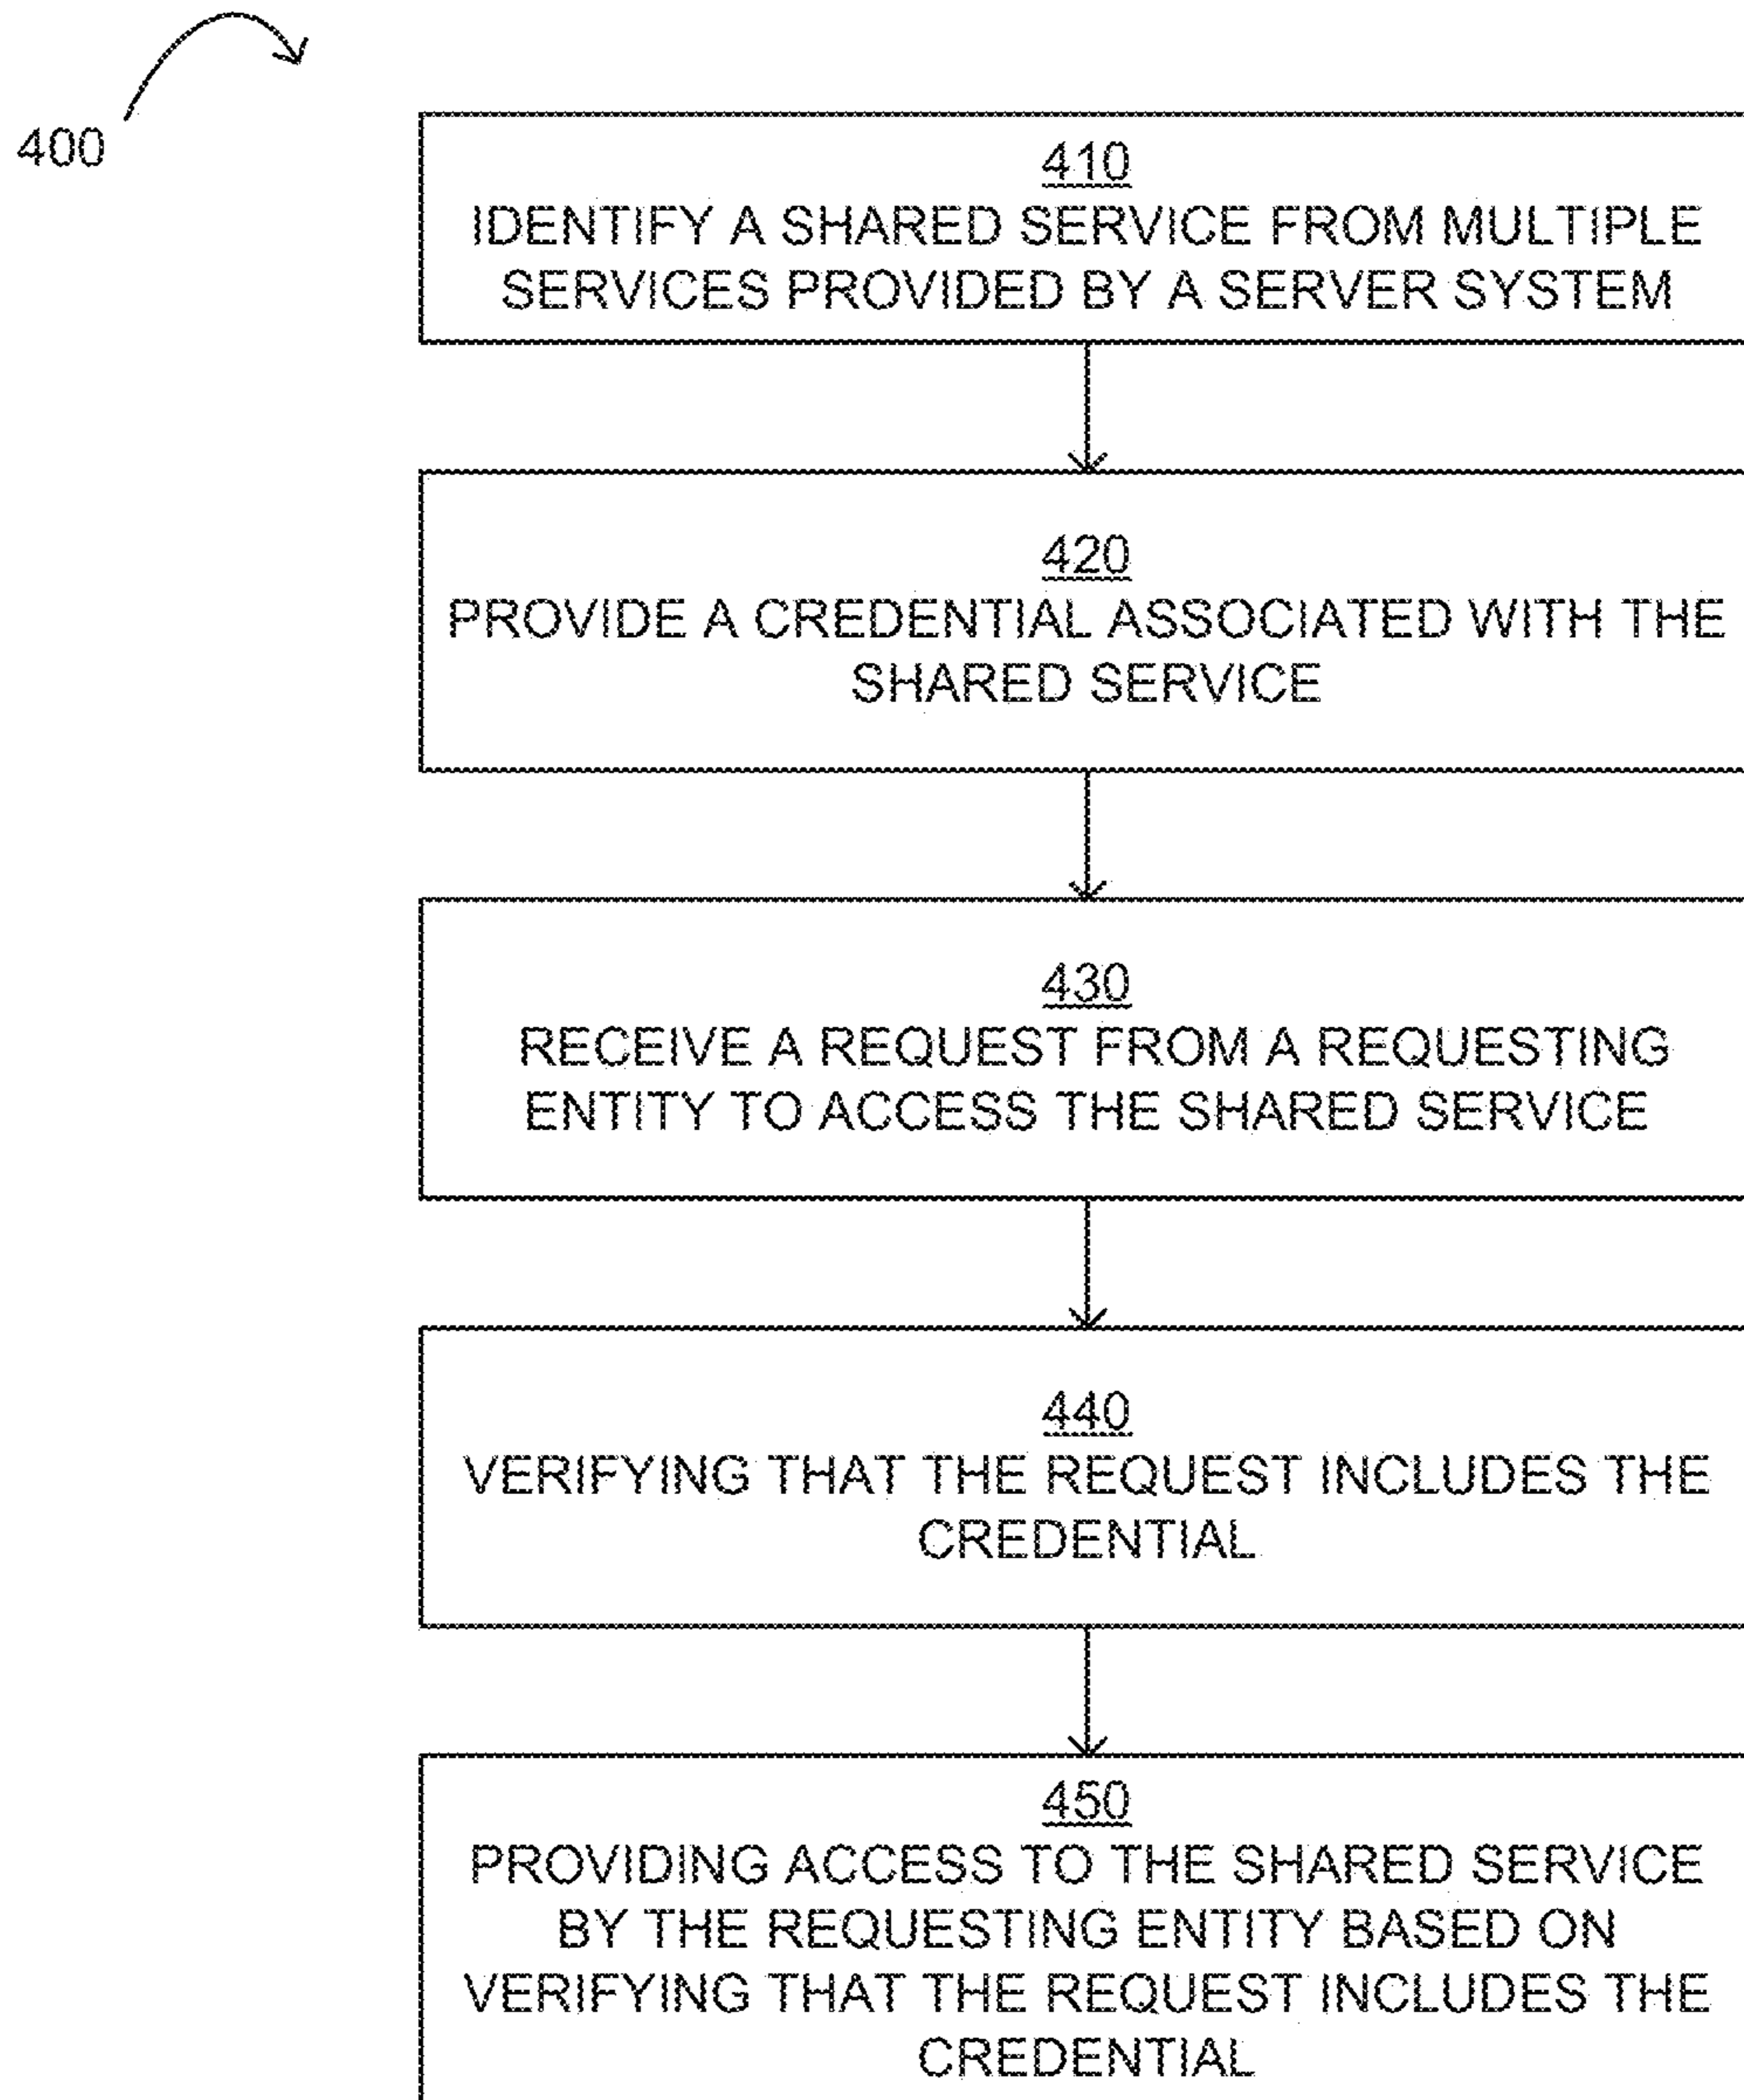 400
410
IDENTIFY A SHARED SERVICE FROM MULTIPLE
SERVICES PROVIDED BY A SERVER SYSTEM
420
PROVIDE A CREDENTIAL ASSOCIATED WITH THE
SHARED SERVICE
430
RECEIVE A REQUEST FROM A REQUESTING
ENTITY TO ACCESS THE SHARED SERVICE
440
VERIFYING THAT THE REQUEST INCLUDES THE
CREDENTIAL
450
PROVIDING ACCESS TO THE SHARED SERVICE
BY THE REQUESTING ENTITY BASED ON
VERIFYING THAT THE REQUEST INCLUDES THE
CREDENTIAL